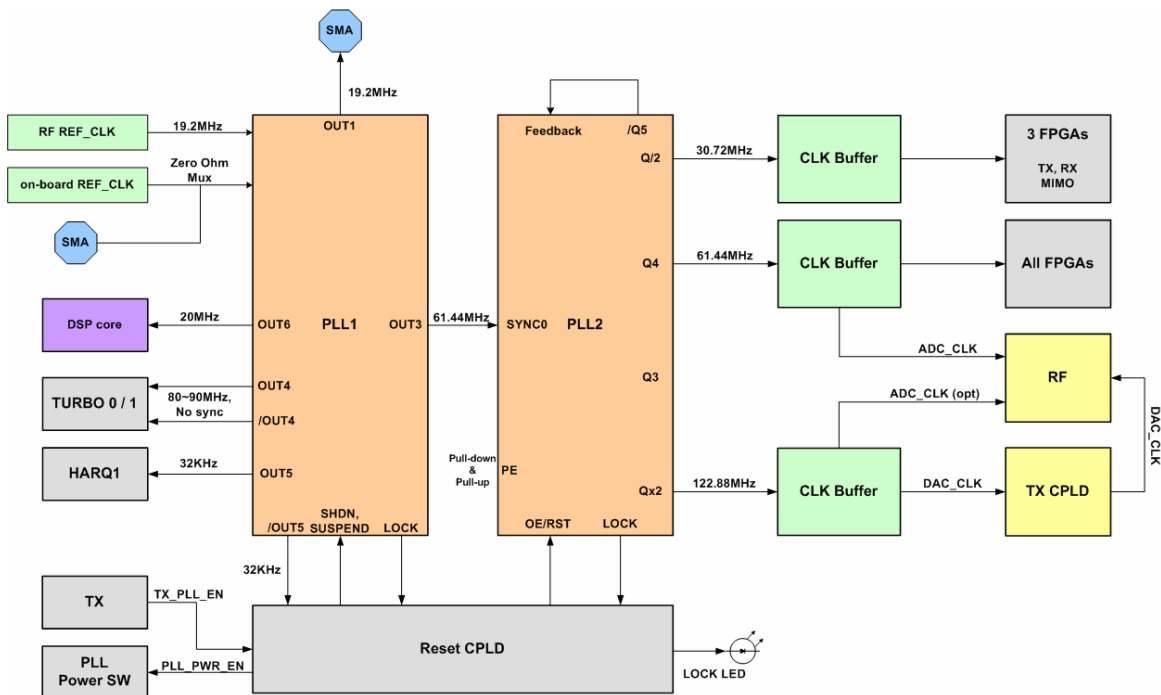 SMA
19.2MHz
RF REF_CLK
19.2MHz
OUT1
Feedback
/Q5
Q/2
30.72MHz
CLK Buffer
3 FPGAs
TX, RX
MIMO
on-board REF_CLK
Zero Ohm
Mux
SMA
Q4
61.44MHz
CLK Buffer
All FPGAs
DSP core
20MHz
OUT6
PLL1
OUT3
61.44MHz
SYNC0
PLL2
ADC_CLK
RF
Q3
TURBO 0 / 1
80~90MHz,
No sync
OUT4
/OUT4
ADC_CLK (opt)
DAC_CLK
HARQ1
32KHz
OUT5
Pull-down
&
Pull-up
PE
Qx2
122.88MHz
CLK Buffer
DAC_CLK
TX CPLD
/OUT5
SHDN,
SUSPEND
LOCK
OE/RST
LOCK
32KHz
TX
TX_PLL_EN
Reset CPLD
PLL
Power SW
PLL_PWR_EN
LOCK LED